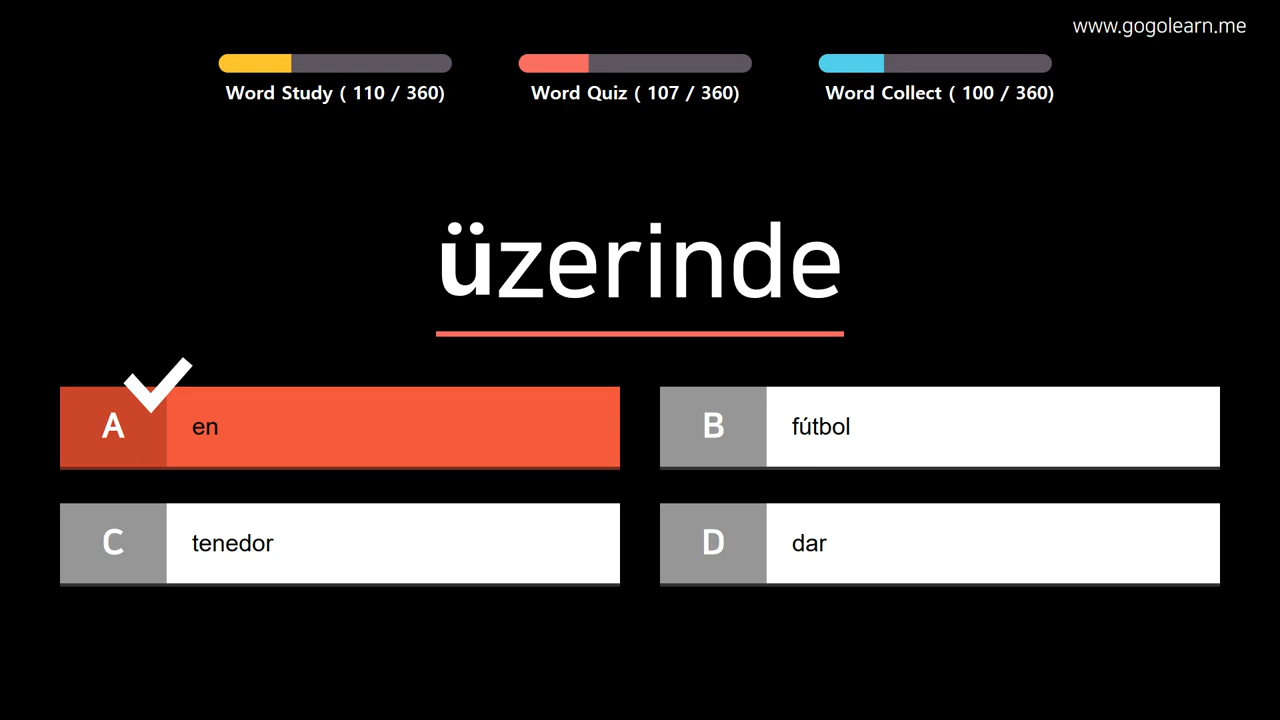 www.gogolearn.me
Word Study ( 110 / 360)
Word Quiz ( 107 / 360)
Word Collect ( 100 / 360)
üzerinde
A en
B fútbol
C tenedor
D dar